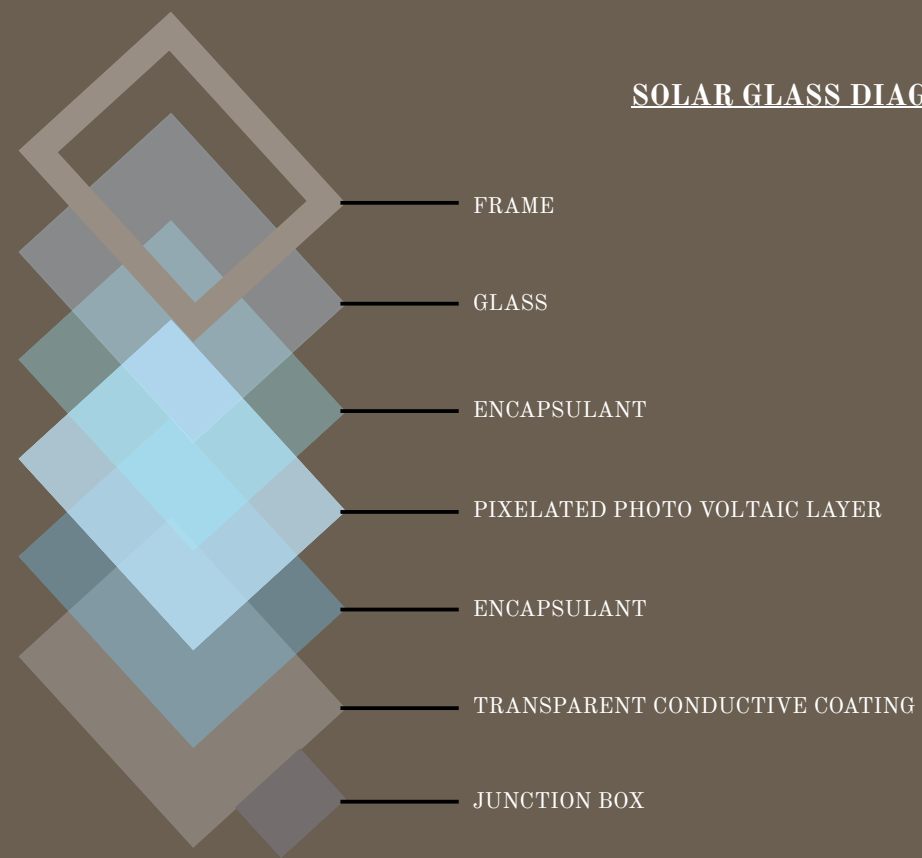 SOLAR GLASS DIAG
FRAME
GLASS
ENCAPSULANT
PIXELATED PHOTO VOLTAIC LAYER
ENCAPSULANT
TRANSPARENT CONDUCTIVE COATING
JUNCTION BOX